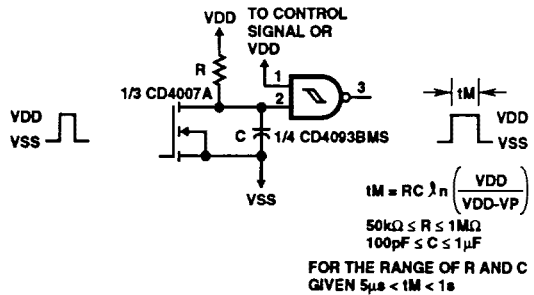 VDD
TO CONTROL
SIGNAL OR
VDD
R
1
2
3
1/3 CD4007A
VDD
VSS
C
1/4 CD4093BMS
VSS
tM
VDD
VSS
tM = RC ℓn (VDD / VDD-VP)
50kΩ ≤ R ≤ 1MΩ
100pF ≤ C ≤ 1μF
FOR THE RANGE OF R AND C
GIVEN 5μs < tM < 1s